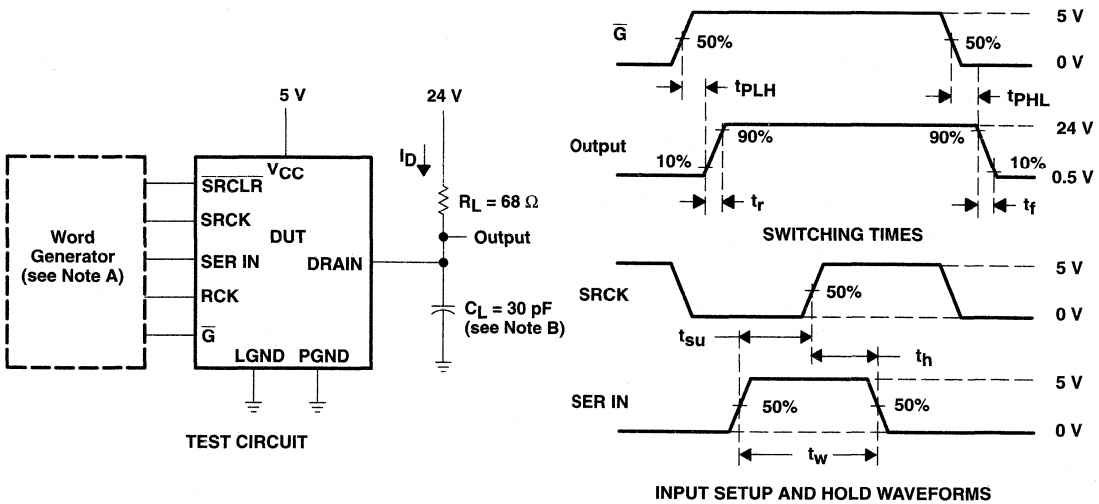 5 V
24 V
I_D
V_CC
S̅R̅C̅L̅R̅
SRCK
SER IN
RCK
G̅
DUT
DRAIN
LGND PGND
Word
Generator
(see Note A)
R_L = 68 Ω
Output
C_L = 30 pF
(see Note B)
TEST CIRCUIT
G̅
50%
50%
5 V
0 V
t_PLH
t_PHL
Output
10%
90%
90%
10%
24 V
0.5 V
t_r
t_f
SWITCHING TIMES
SRCK
50%
5 V
0 V
t_su
t_h
SER IN
50%
50%
5 V
0 V
t_w
INPUT SETUP AND HOLD WAVEFORMS